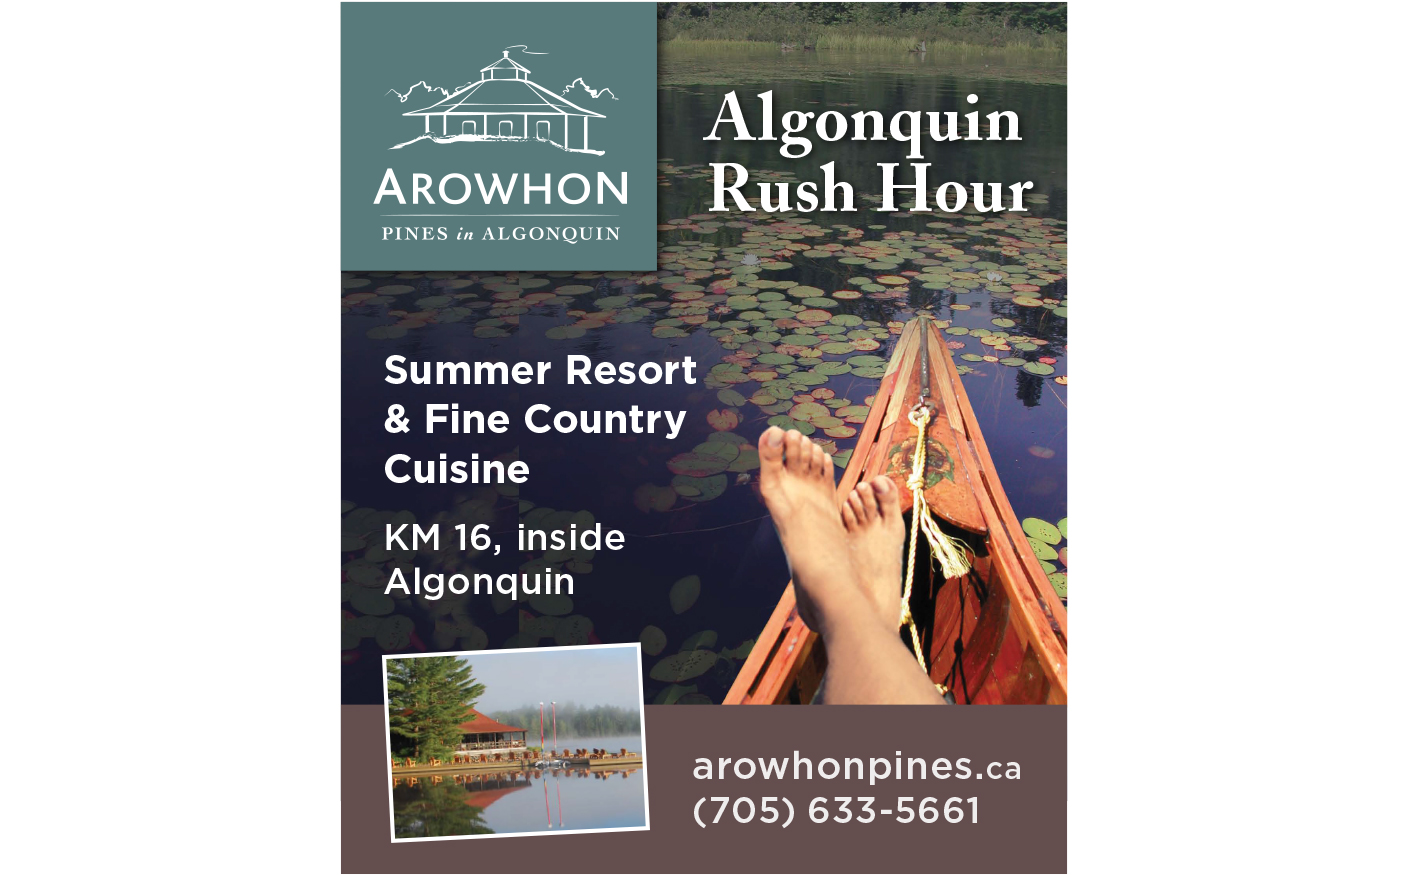 AROWHON
PINES in ALGONQUIN
Algonquin
Rush Hour
Summer Resort
& Fine Country
Cuisine
KM 16, inside
Algonquin
arowhonpines.ca
(705) 633-5661